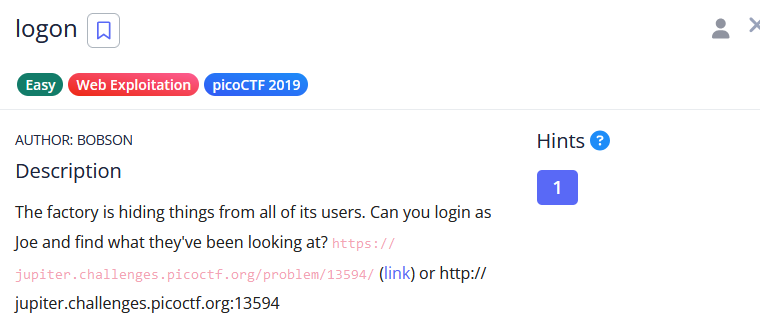 logon
Easy Web Exploitation picoCTF 2019
AUTHOR: BOBSON
Hints ?
Description
1
The factory is hiding things from all of its users. Can you login as
Joe and find what they've been looking at? https://
jupiter.challenges.picoctf.org/problem/13594/ (link) or http://
jupiter.challenges.picoctf.org:13594